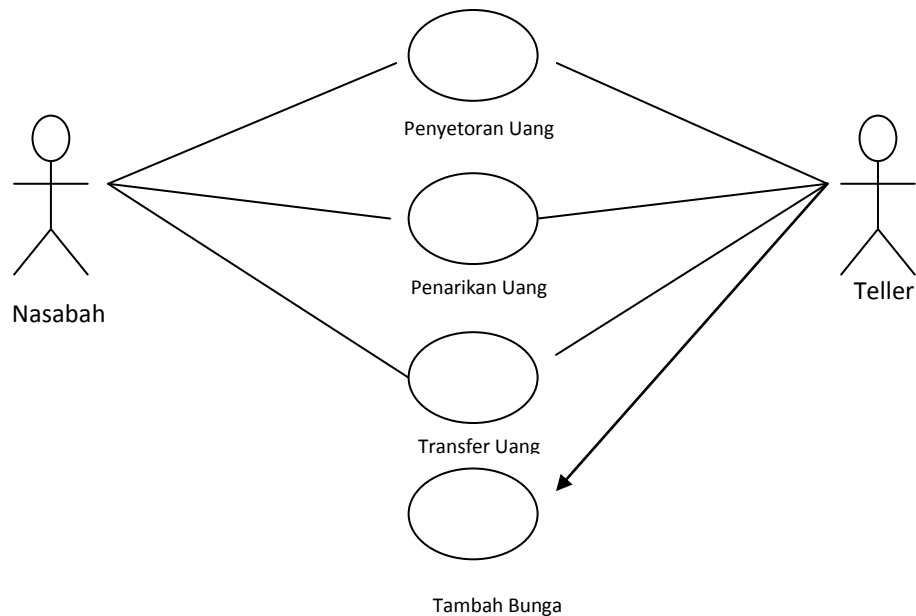 Penyetoran Uang
Nasabah
Penarikan Uang
Teller
Transfer Uang
Tambah Bunga